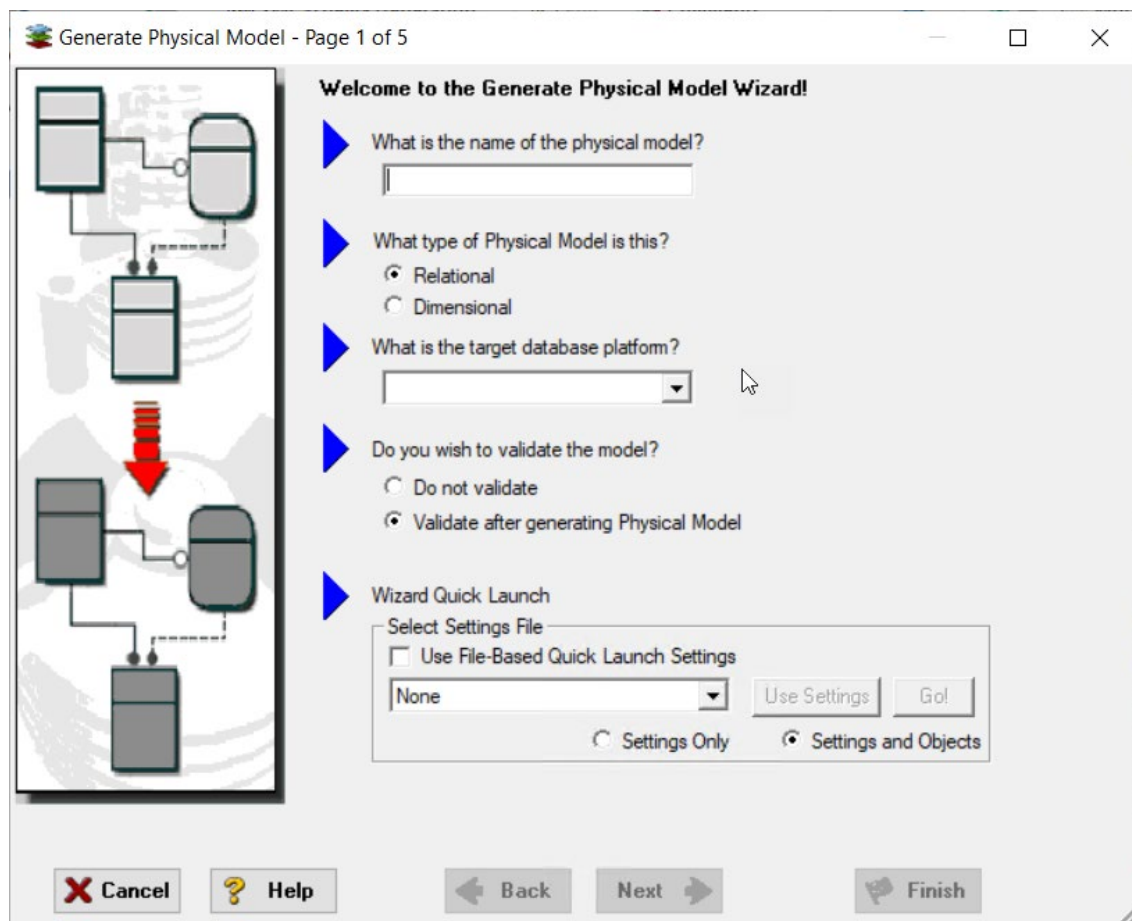 Generate Physical Model - Page 1 of 5
Welcome to the Generate Physical Model Wizard!
What is the name of the physical model?
What type of Physical Model is this?
Relational
Dimensional
What is the target database platform?
Do you wish to validate the model?
Do not validate
Validate after generating Physical Model
Wizard Quick Launch
Select Settings File
Use File-Based Quick Launch Settings
None Use Settings Go!
Settings Only Settings and Objects
Cancel Help Back Next Finish